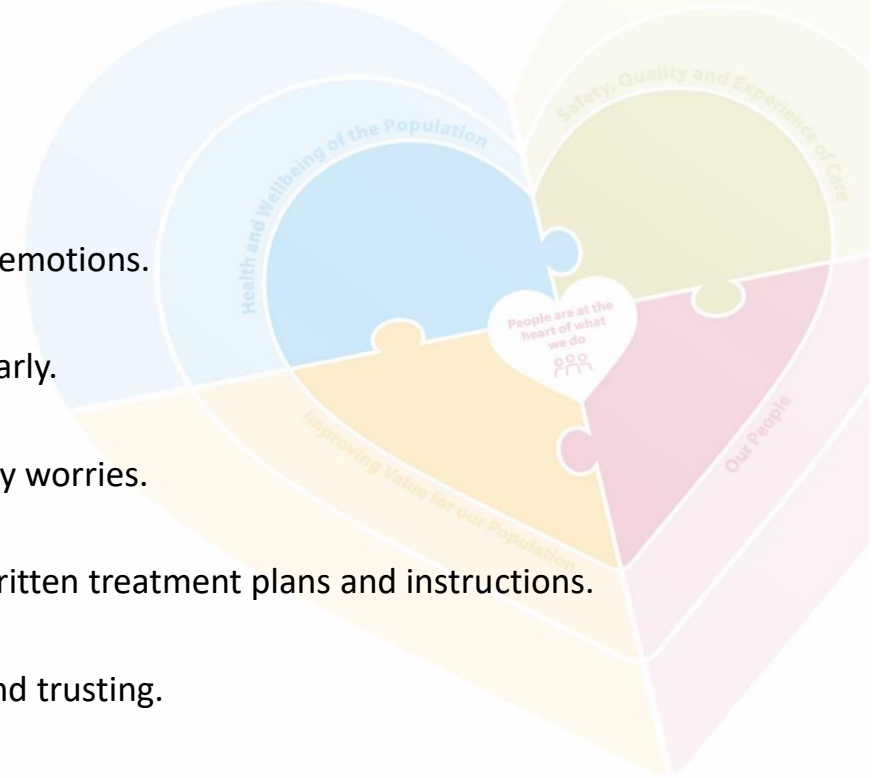 Safety, Quality and Experience of Care
Health and Wellbeing of the Population
emotions.
People are at the
heart of what
we do
arly.
Our People
Improving Value for our Population
y worries.
ritten treatment plans and instructions.
nd trusting.